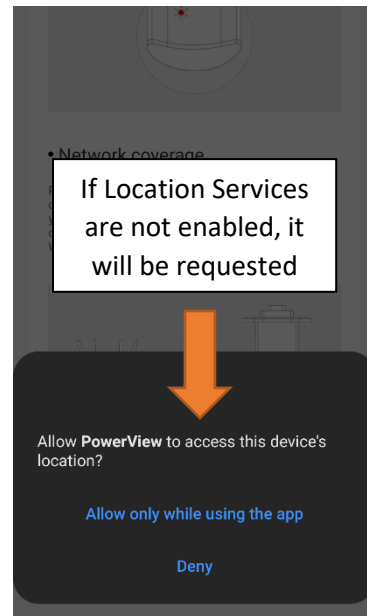 • Network coverage
If Location Services
are not enabled, it
will be requested
Allow PowerView to access this device's
location?
Allow only while using the app
Deny